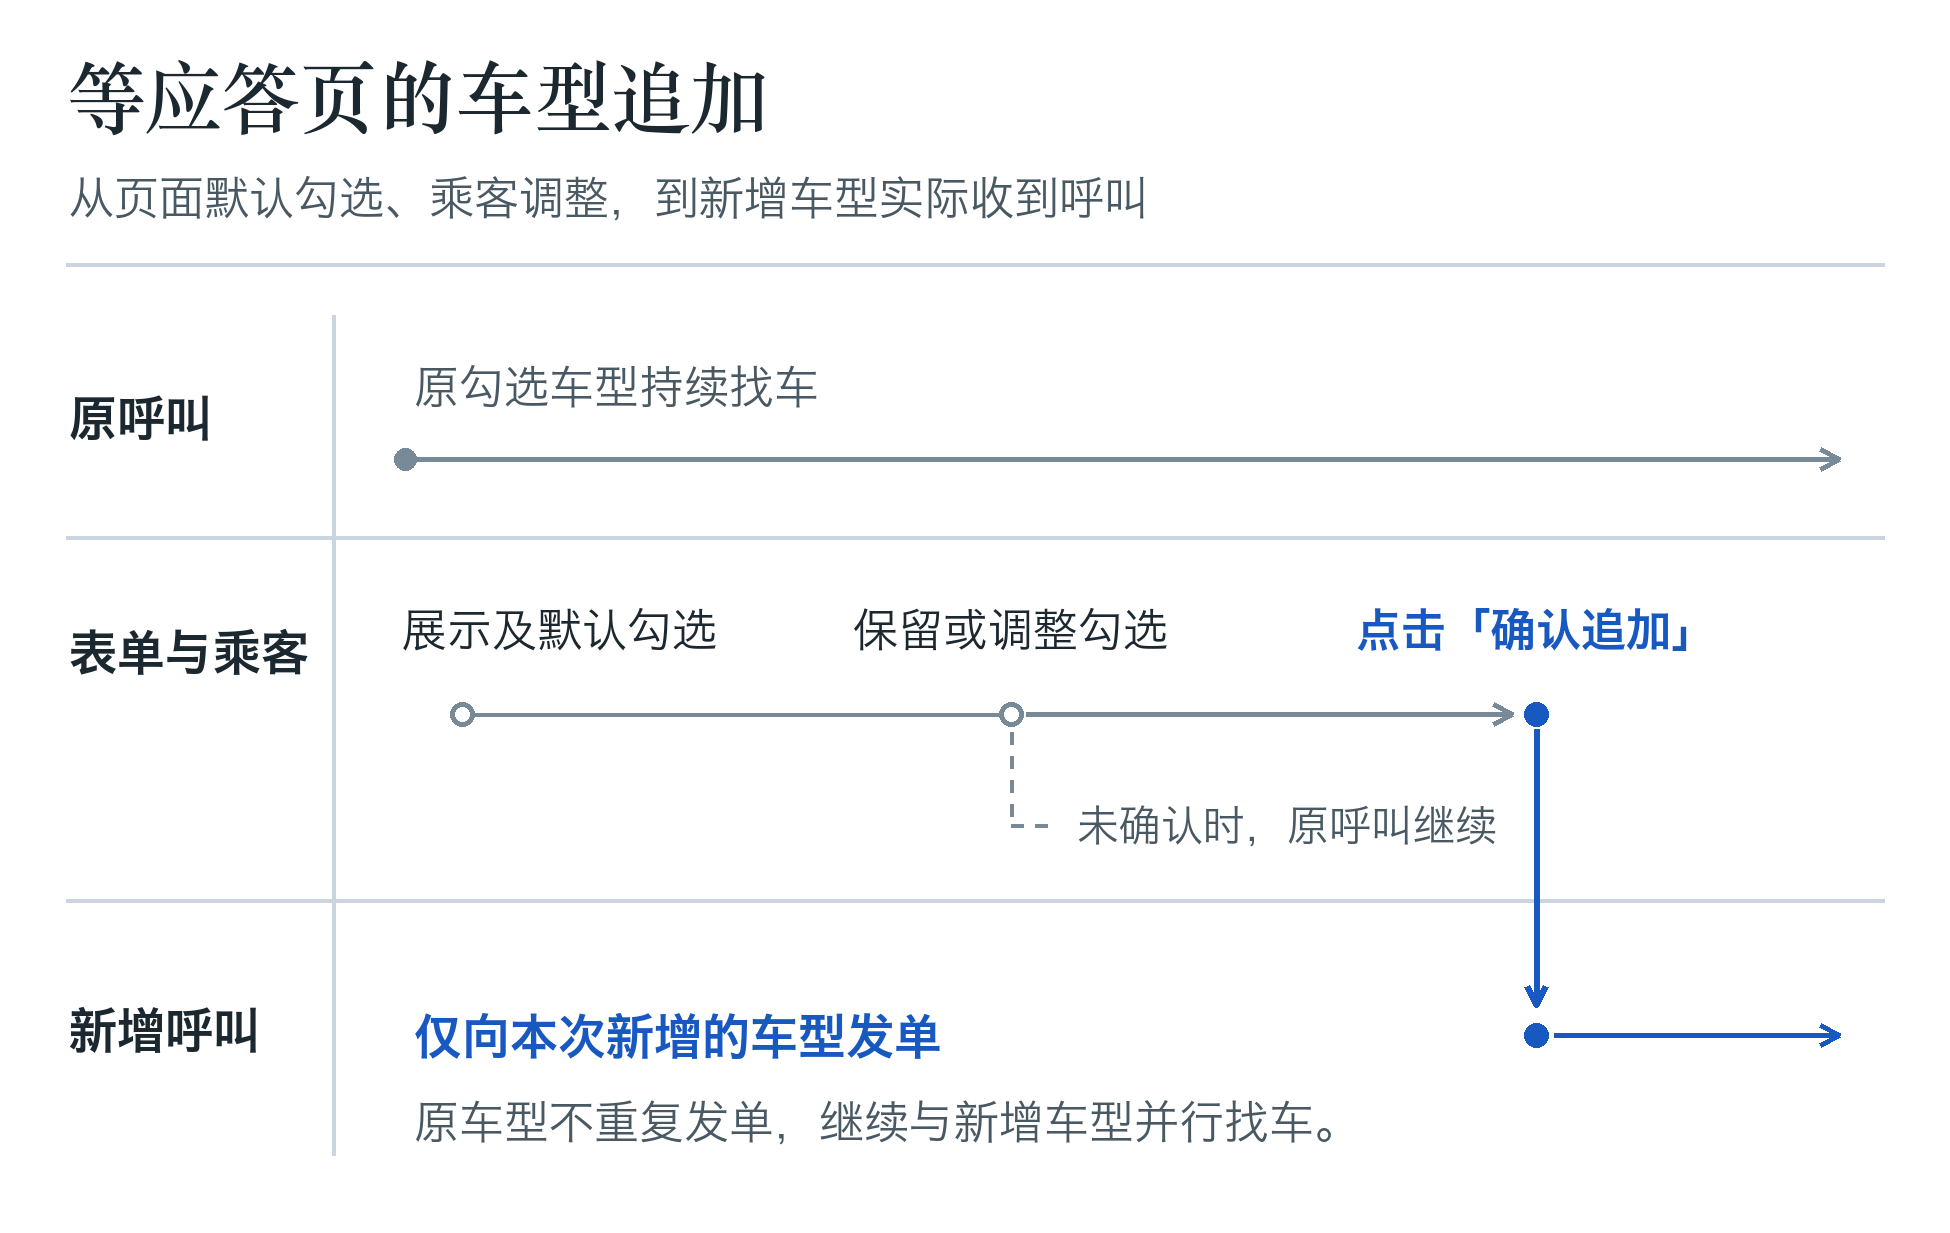 等应答页的车型追加
从页面默认勾选、乘客调整，到新增车型实际收到呼叫
原呼叫
原勾选车型持续找车
表单与乘客
展示及默认勾选
保留或调整勾选
点击「确认追加」
未确认时，原呼叫继续
新增呼叫
仅向本次新增的车型发单
原车型不重复发单，继续与新增车型并行找车。